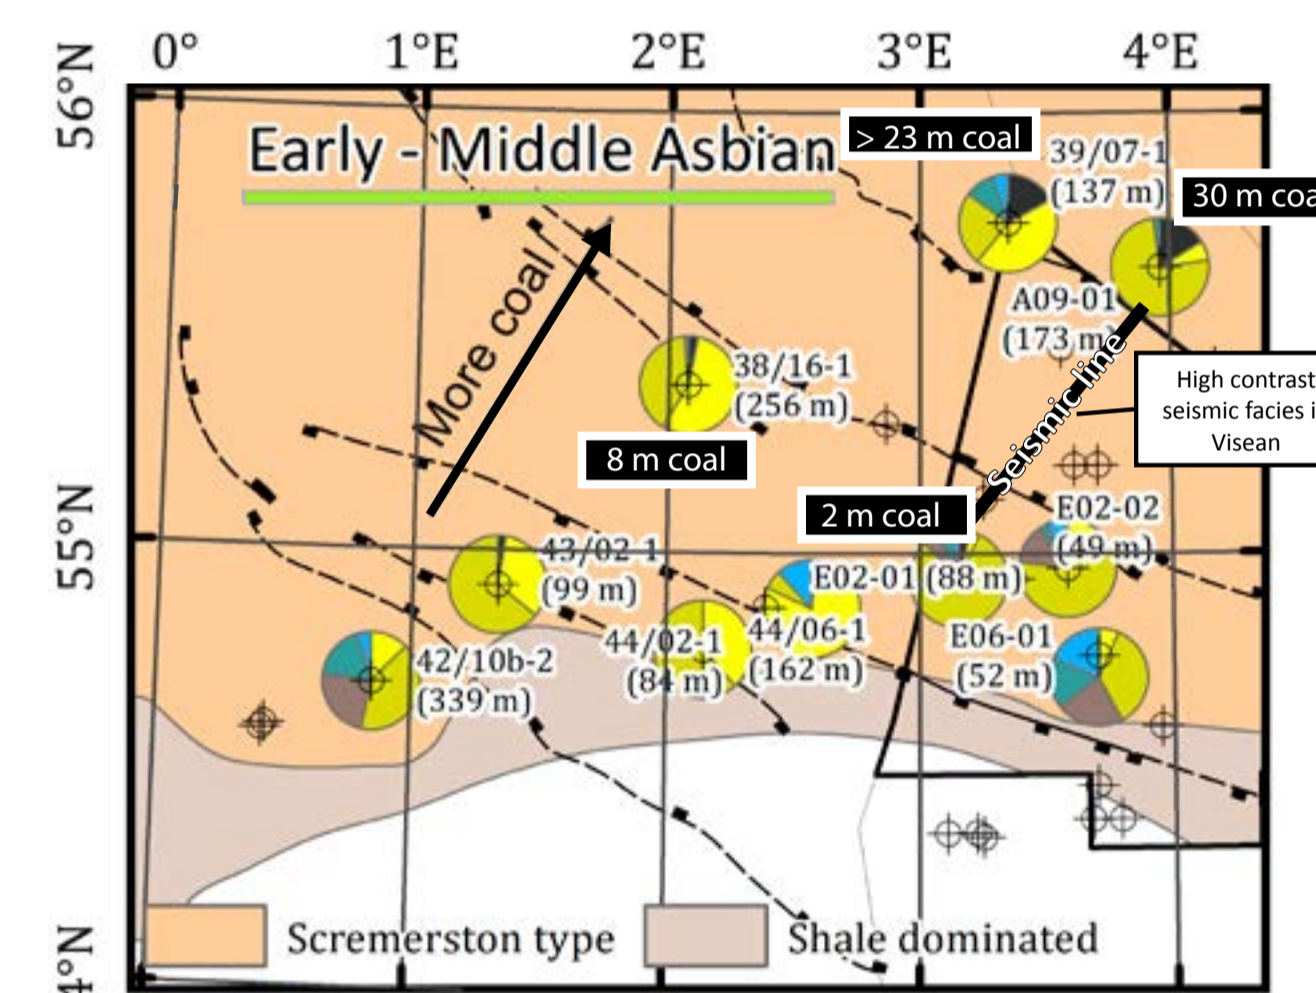 0°
1°E
2°E
3°E
4°E
56°N
55°N
4°N
Early - Middle Asbian
> 23 m coal
39/07-1
(137 m)
30 m coa
More coal
A09-01
(173 m)
38/16-1
(256 m)
Seismic line
High contrast
seismic facies i
Visean
8 m coal
2 m coal
E02-02
(49 m)
43/02-1
(99 m)
E02-01 (88 m)
44/02-1
(84 m)
44/06-1
(162 m)
E06-01
(52 m)
42/10b-2
(339 m)
Scremerston type
Shale dominated